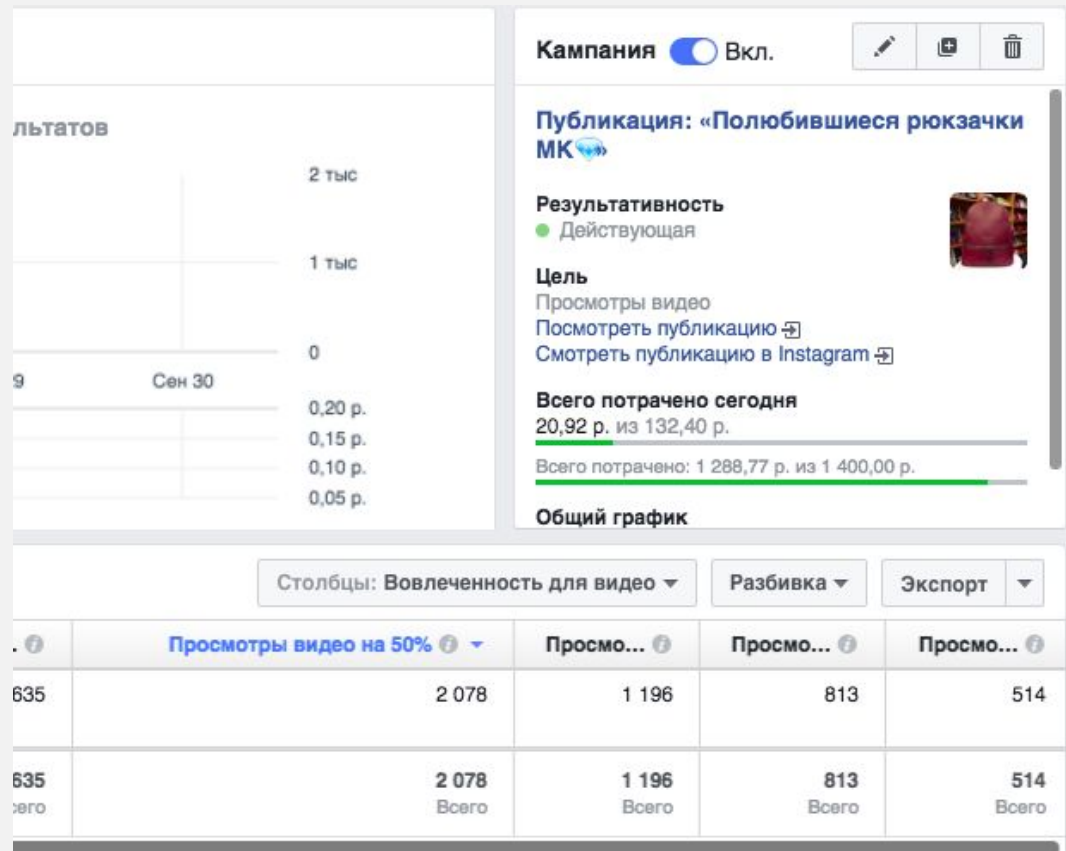 Кампания Вкл.
льтатов
2 тыс
1 тыс
0
9 Сен 30
0,20 р.
0,15 р.
0,10 р.
0,05 р.
Публикация: «Полюбившиеся рюкзачки
МК💎»
Результативность
Действующая
Цель
Просмотры видео
Посмотреть публикацию
Смотреть публикацию в Instagram
Всего потрачено сегодня
20,92 р. из 132,40 р.
Всего потрачено: 1 288,77 р. из 1 400,00 р.
Общий график
Столбцы: Вовлеченность для видео Разбивка Экспорт
. Просмотры видео на 50% Просмо... Просмо... Просмо...
635 2 078 1 196 813 514
635 2 078 1 196 813 514
сего Всего Всего Всего Всего